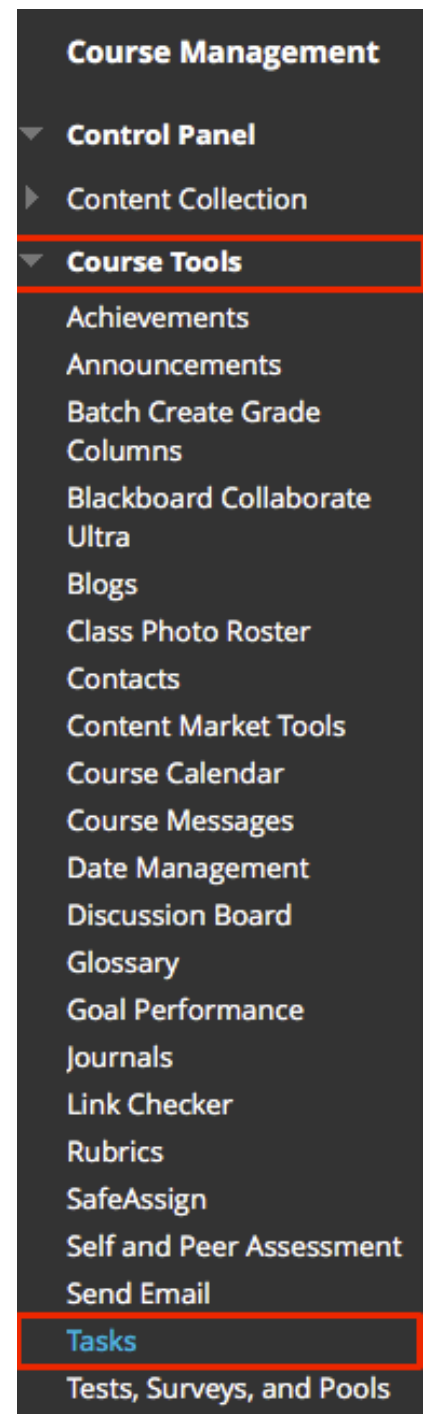 Course Management
Control Panel
Content Collection
Course Tools
Achievements
Announcements
Batch Create Grade
Columns
Blackboard Collaborate
Ultra
Blogs
Class Photo Roster
Contacts
Content Market Tools
Course Calendar
Course Messages
Date Management
Discussion Board
Glossary
Goal Performance
Journals
Link Checker
Rubrics
SafeAssign
Self and Peer Assessment
Send Email
Tasks
Tests, Surveys, and Pools